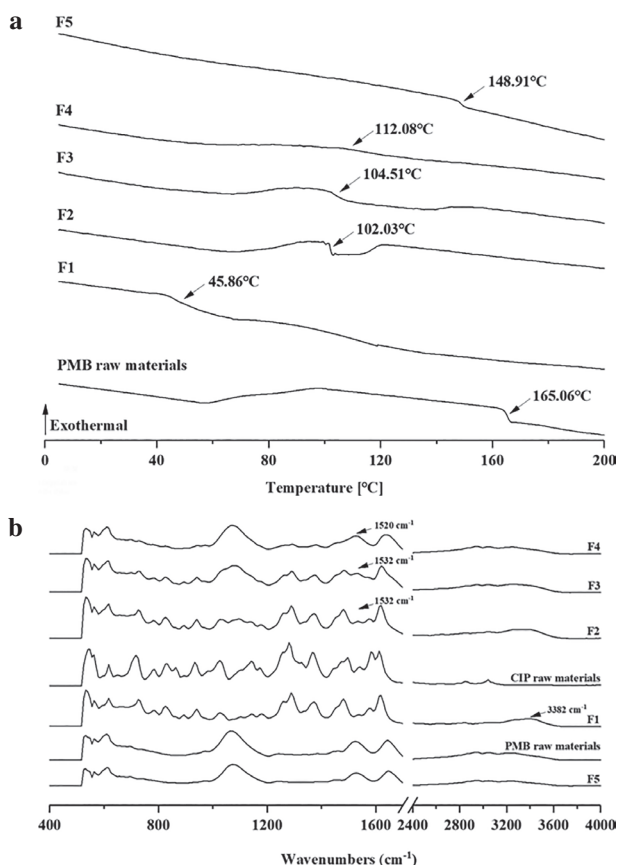 a
F5
148.91°C
F4
112.08°C
F3
104.51°C
F2
102.03°C
F1
45.86°C
PMB raw materials
165.06°C
Exothermal
0 40 80 120 160 200
Temperature [°C]
b
1520 cm-1
F4
1532 cm-1
F3
1532 cm-1
F2
CIP raw materials
3382 cm-1
F1
PMB raw materials
F5
400 800 1200 1600 2400 2800 3200 3600 4000
Wavenumbers (cm-1)